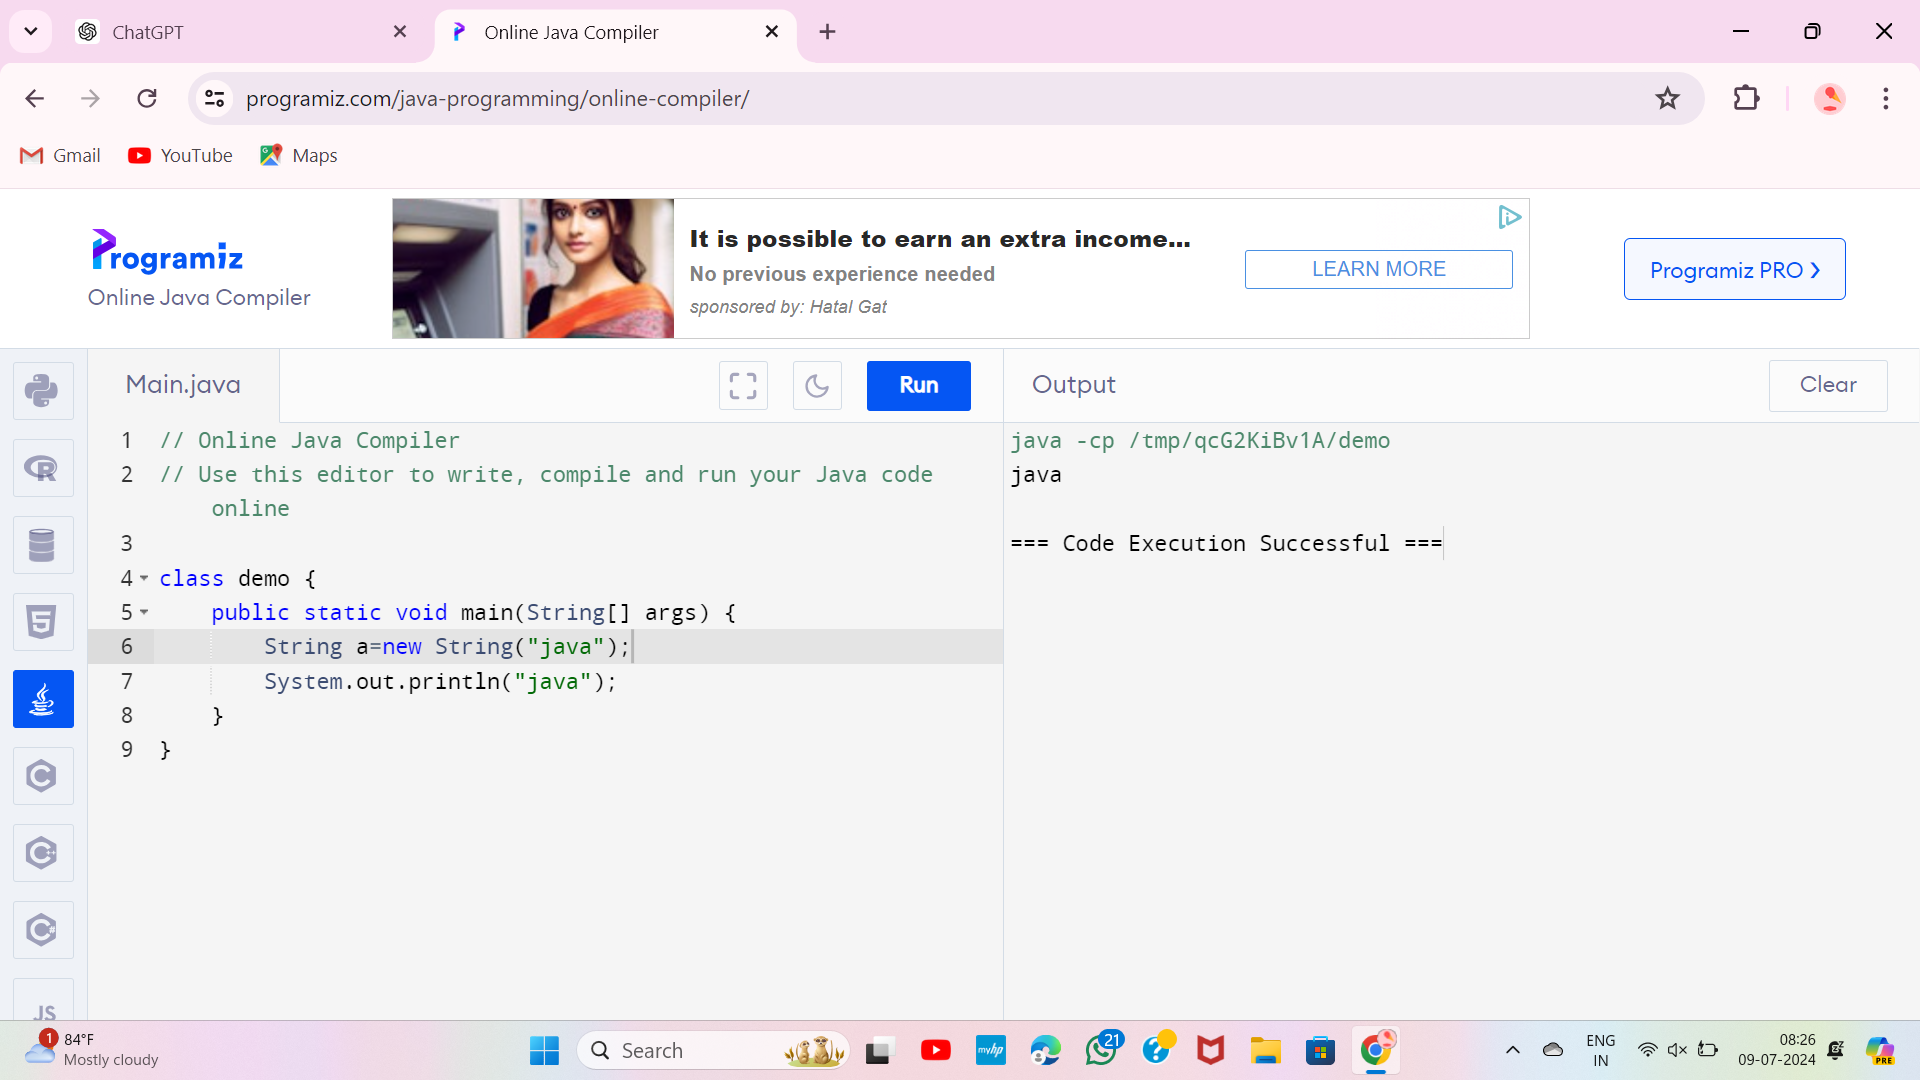 ChatGPT
Online Java Compiler
programiz.com/java-programming/online-compiler/
Gmail
YouTube
Maps
Programiz
Online Java Compiler
It is possible to earn an extra income...
No previous experience needed
sponsored by: Hatal Gat
LEARN MORE
Programiz PRO ❯
Main.java
Run
Output
Clear
1 // Online Java Compiler
2 // Use this editor to write, compile and run your Java code
online
3
4 class demo {
5 public static void main(String[] args) {
6 String a=new String("java");
7 System.out.println("java");
8 }
9 }
java -cp /tmp/qcG2KiBv1A/demo
java
=== Code Execution Successful ===
R
5
C
C++
C#
JS
1
84°F
Mostly cloudy
Search
myhp
21
?
ENG
IN
08:26
09-07-2024
PRE